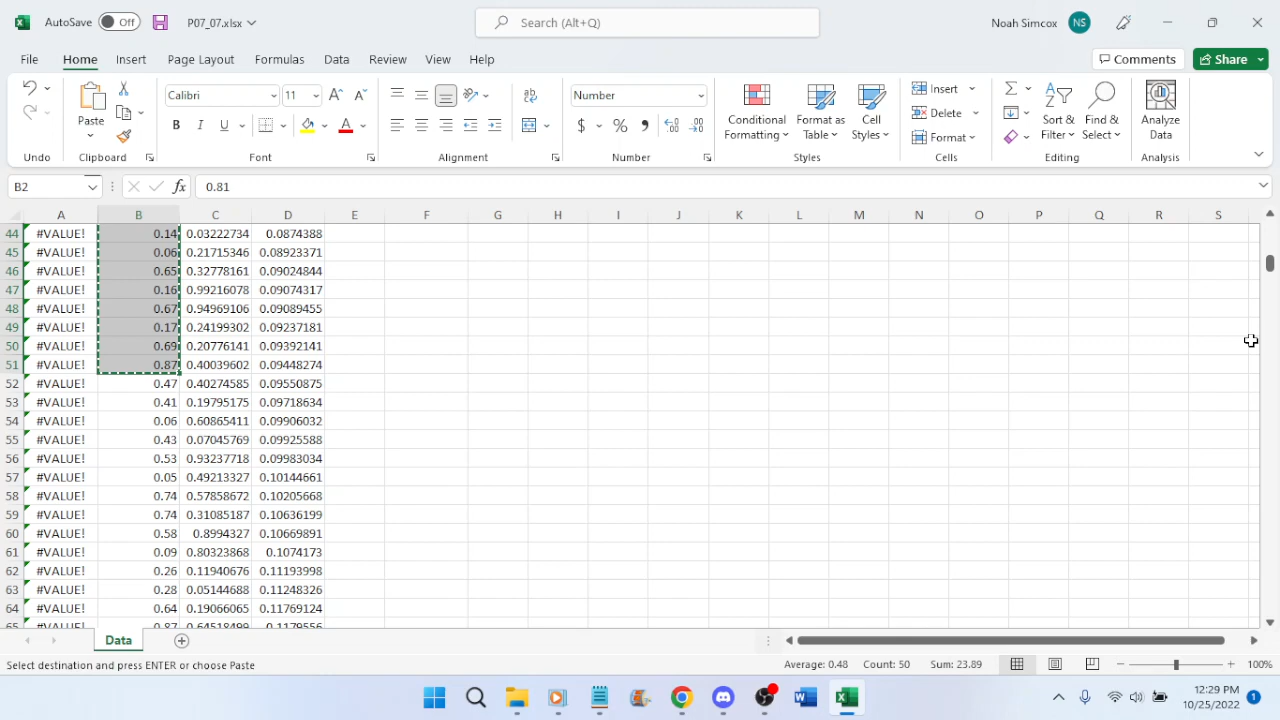 AutoSave Off P07_07.xlsx Search (Alt+Q) Noah Simcox NS
File Home Insert Page Layout Formulas Data Review View Help Comments Share
Calibri 11 Number Insert
Paste B I U $ % Conditional Formatting Format as Table Cell Styles Delete Sort & Filter Find & Select Analyze Data
Format
Undo Clipboard Font Alignment Number Styles Cells Editing Analysis
B2 fx 0.81
A B C D E F G H I J K L M N O P Q R S
44 #VALUE! 0.14 0.03222734 0.0874388
45 #VALUE! 0.06 0.21715346 0.08923371
46 #VALUE! 0.65 0.32778161 0.09024844
47 #VALUE! 0.16 0.99216078 0.09074317
48 #VALUE! 0.67 0.94969106 0.09089455
49 #VALUE! 0.17 0.24199302 0.09237181
50 #VALUE! 0.69 0.20776141 0.09392141
51 #VALUE! 0.87 0.40039602 0.09448274
52 #VALUE! 0.47 0.40274585 0.09550875
53 #VALUE! 0.41 0.19795175 0.09718634
54 #VALUE! 0.06 0.60865411 0.09906032
55 #VALUE! 0.43 0.07045769 0.09925588
56 #VALUE! 0.53 0.93237718 0.09983034
57 #VALUE! 0.05 0.49213327 0.10144661
58 #VALUE! 0.74 0.57858672 0.10205668
59 #VALUE! 0.74 0.31085187 0.10636199
60 #VALUE! 0.58 0.8994327 0.10669891
61 #VALUE! 0.09 0.80323868 0.1074173
62 #VALUE! 0.26 0.11940676 0.11193998
63 #VALUE! 0.28 0.05144688 0.11248326
64 #VALUE! 0.64 0.19066065 0.11769124
65 #VALUE! 0.87 0.64518499 0.1179556
Data
Select destination and press ENTER or choose Paste Average: 0.48 Count: 50 Sum: 23.89 100%
12:29 PM
10/25/2022 1